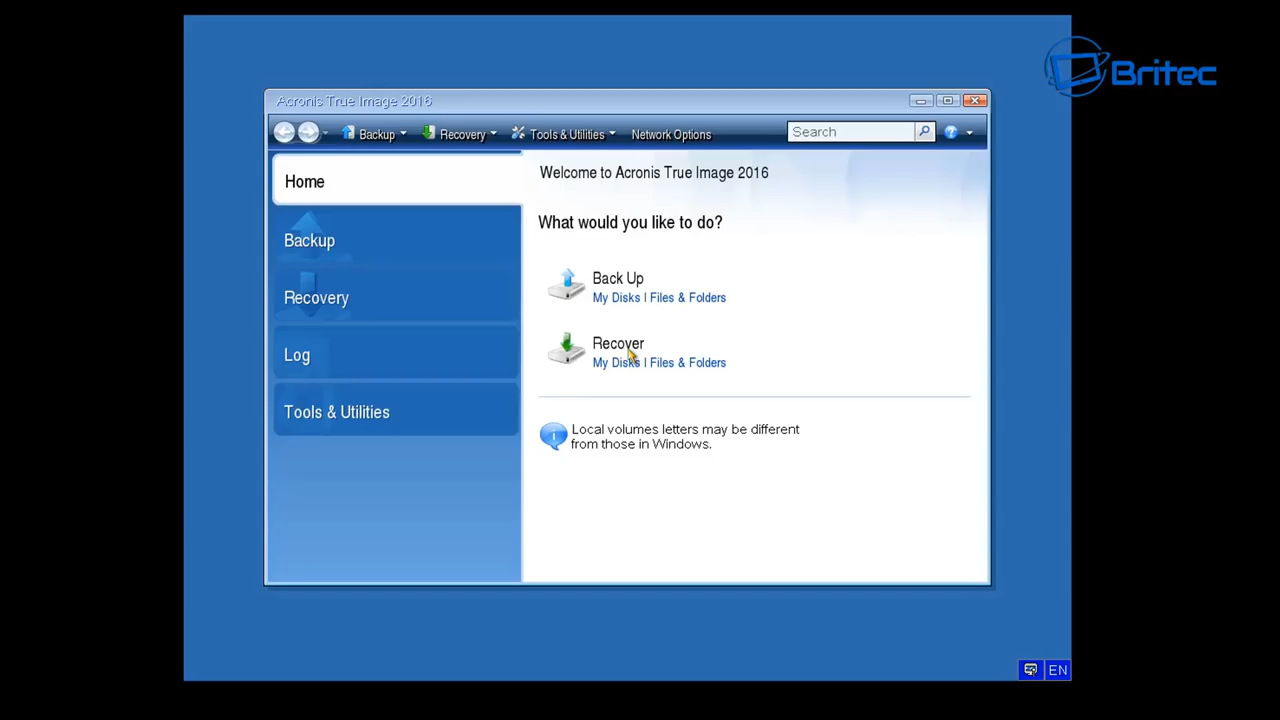 Britec
Acronis True Image 2016
Backup
Recovery
Tools & Utilities
Network Options
Search
Home
Backup
Recovery
Log
Tools & Utilities
Welcome to Acronis True Image 2016
What would you like to do?
Back Up
My Disks | Files & Folders
Recover
My Disks | Files & Folders
Local volumes letters may be different
from those in Windows.
EN